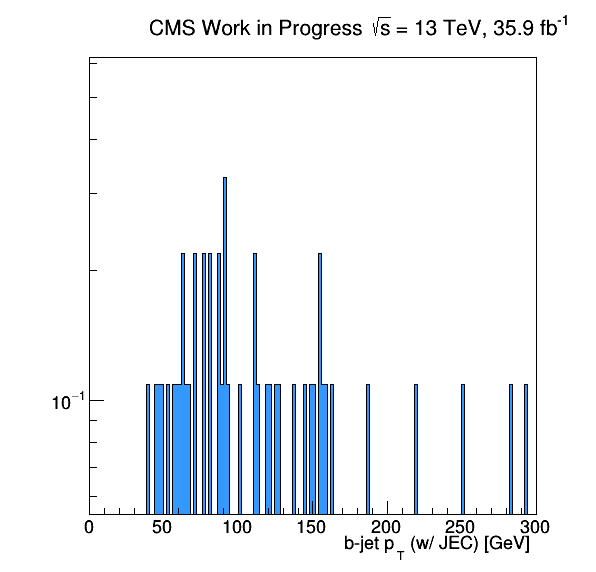 CMS Work in Progress √s = 13 TeV, 35.9 fb⁻¹
10⁻¹
0 50 100 150 200 250 300
b-jet p_T (w/ JEC) [GeV]